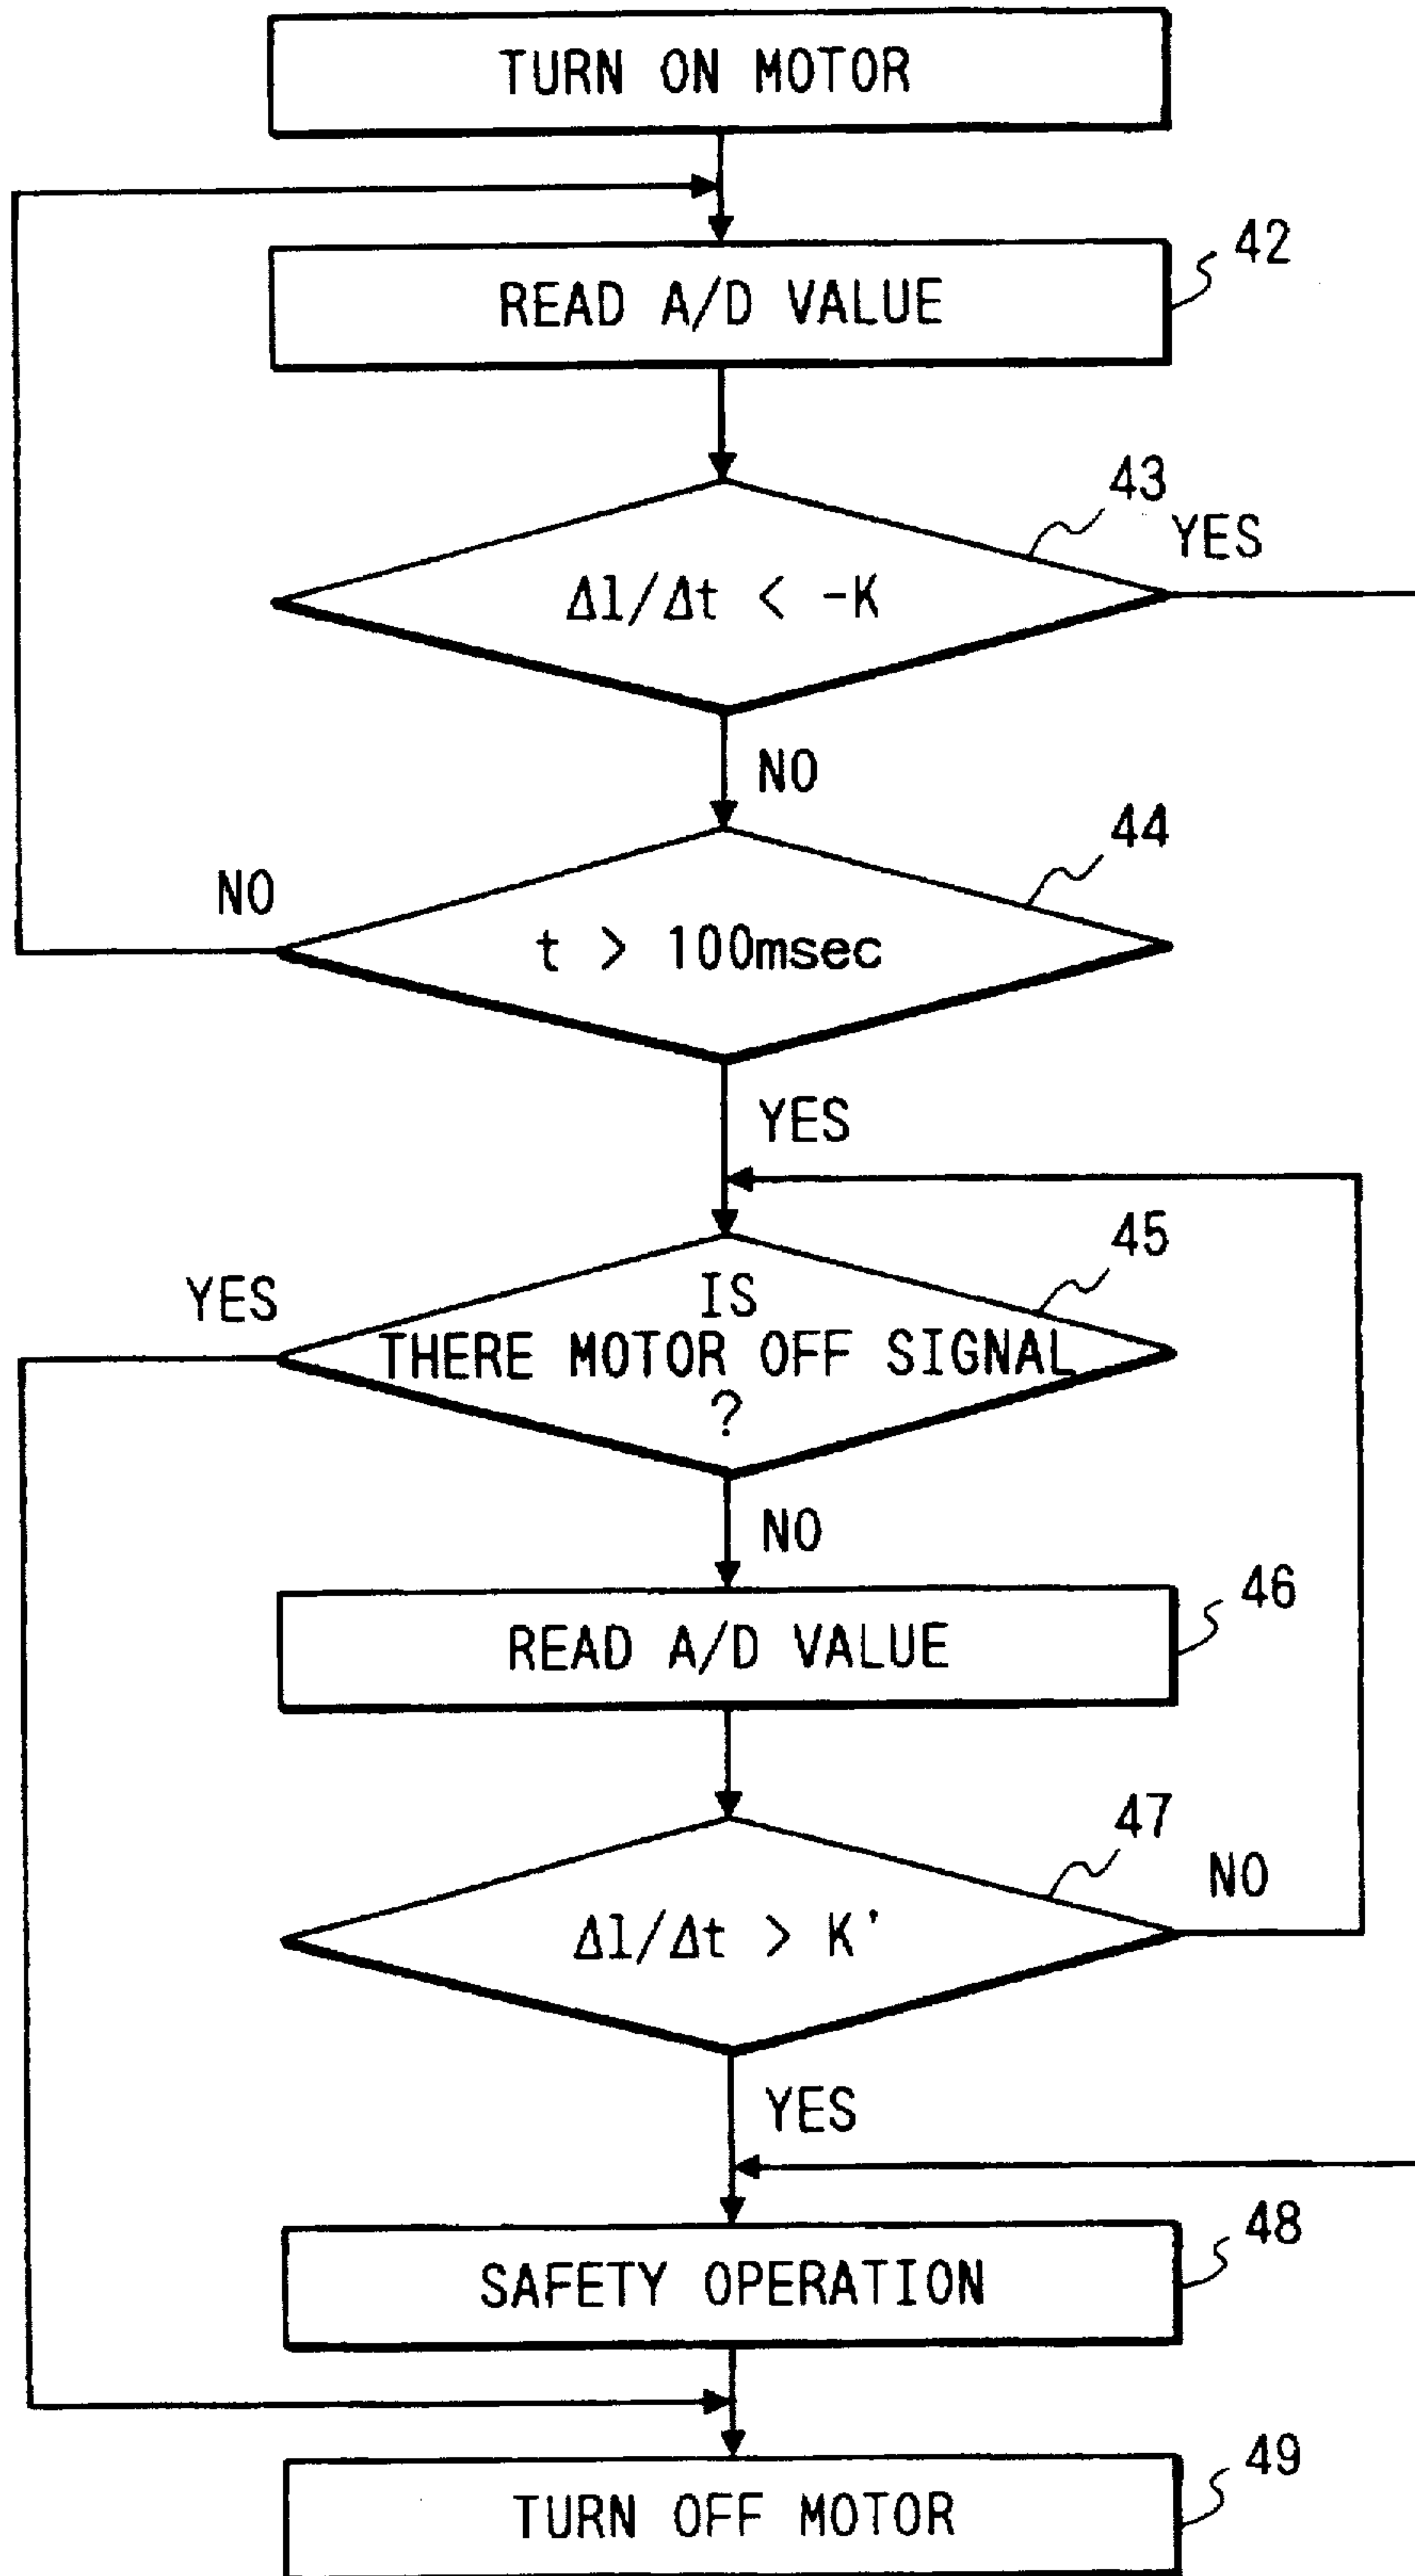 TURN ON MOTOR
42
READ A/D VALUE
43
YES
Δl/Δt < -K
NO
44
NO
t > 100msec
YES
45
YES
IS
THERE MOTOR OFF SIGNAL
?
NO
46
READ A/D VALUE
47
NO
Δl/Δt > K'
YES
48
SAFETY OPERATION
49
TURN OFF MOTOR